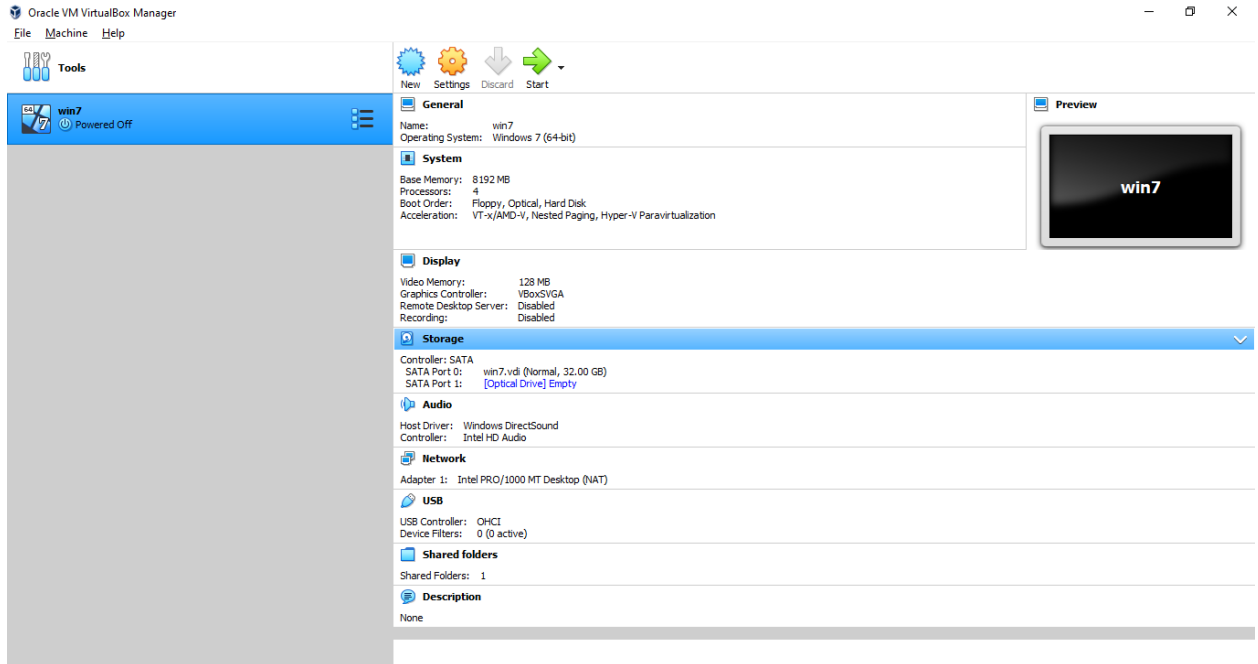 Oracle VM VirtualBox Manager
File Machine Help
Tools
New Settings Discard Start
64 7 win7
Powered Off
General
Name: win7
Operating System: Windows 7 (64-bit)
Preview
win7
System
Base Memory: 8192 MB
Processors: 4
Boot Order: Floppy, Optical, Hard Disk
Acceleration: VT-x/AMD-V, Nested Paging, Hyper-V Paravirtualization
Display
Video Memory: 128 MB
Graphics Controller: VBoxSVGA
Remote Desktop Server: Disabled
Recording: Disabled
Storage
Controller: SATA
SATA Port 0: win7.vdi (Normal, 32.00 GB)
SATA Port 1: [Optical Drive] Empty
Audio
Host Driver: Windows DirectSound
Controller: Intel HD Audio
Network
Adapter 1: Intel PRO/1000 MT Desktop (NAT)
USB
USB Controller: OHCI
Device Filters: 0 (0 active)
Shared folders
Shared Folders: 1
Description
None